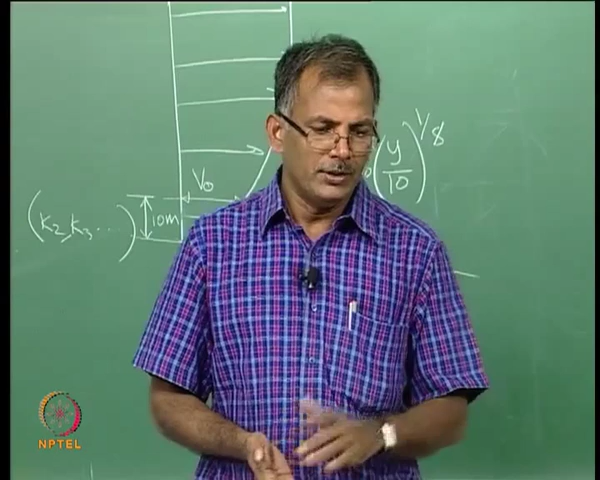 V₀
(y/10)^1/8
(k₂, k₃ ...)
10m
NPTEL